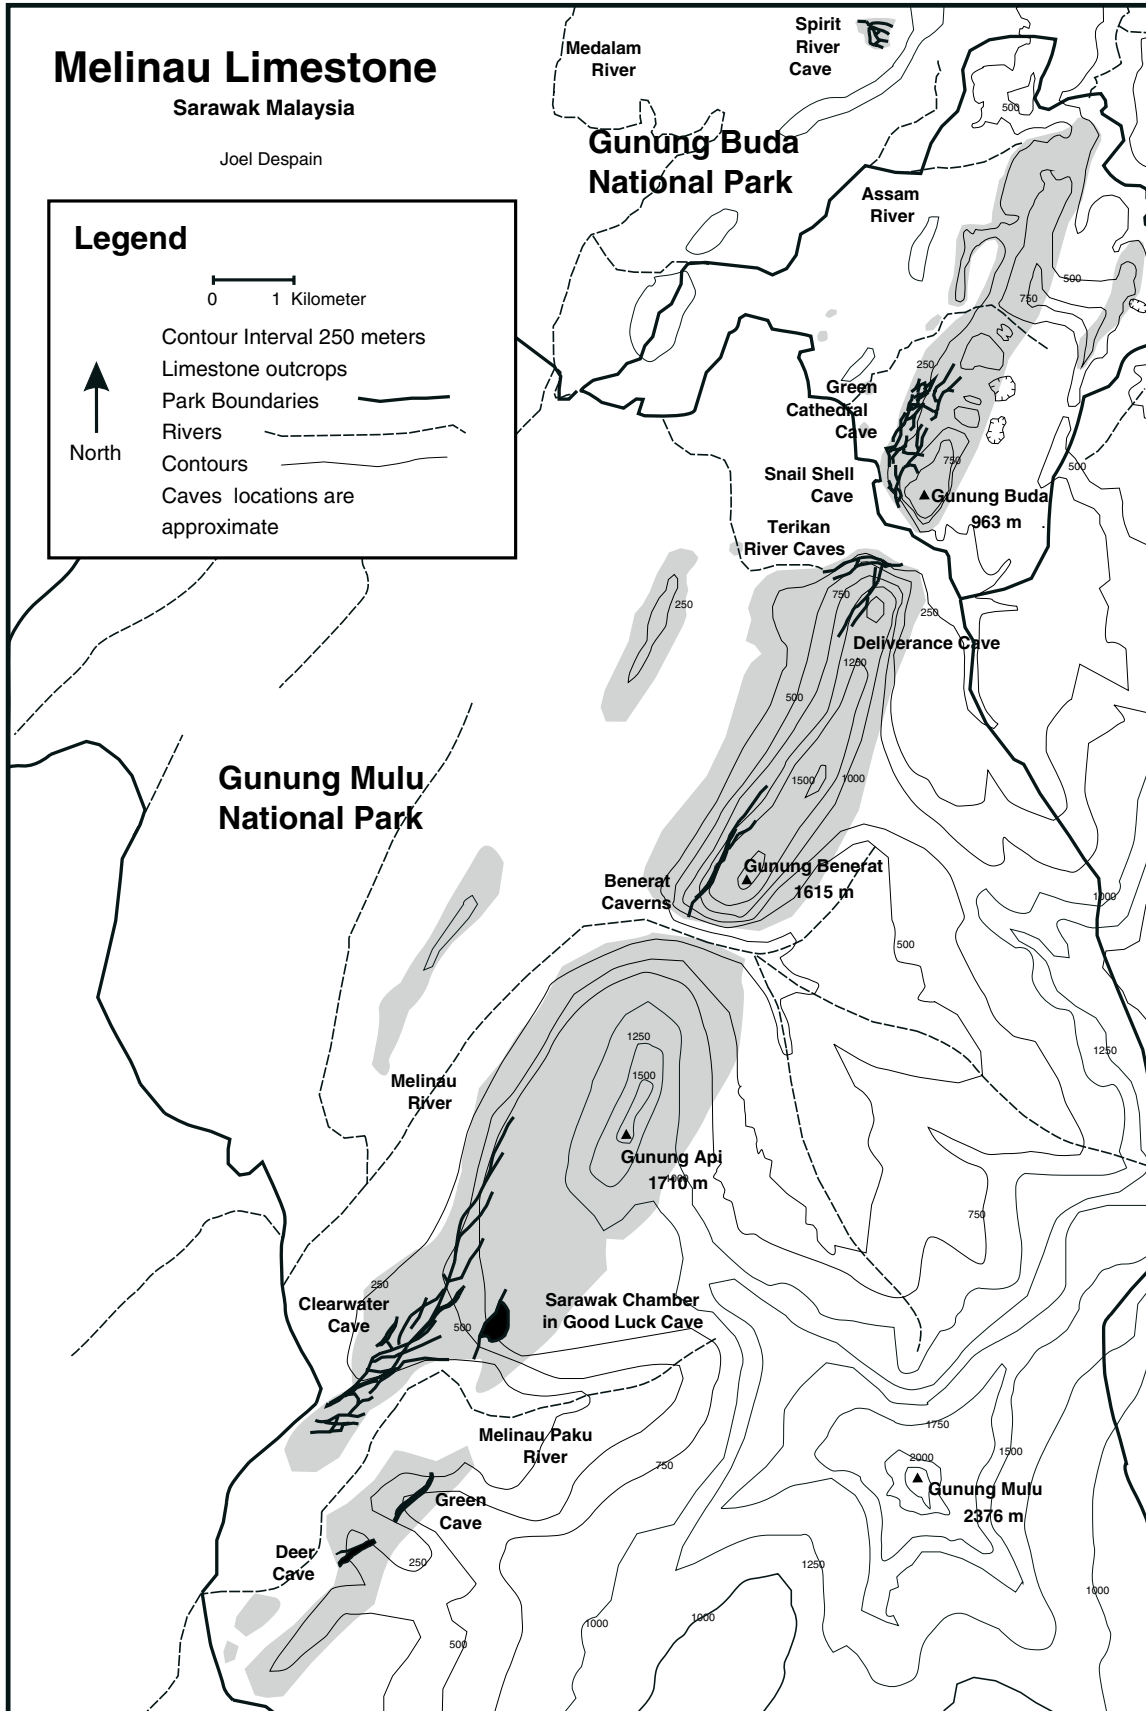 Melinau Limestone
Sarawak Malaysia
Joel Despain
Legend
0 1 Kilometer
Contour Interval 250 meters
Limestone outcrops
Park Boundaries
Rivers
Contours
Caves locations are
approximate
North
Spirit
River
Cave
Medalam
River
500
Gunung Buda
National Park
Assam
River
500
750
250
Green
Cathedral
Cave
750
500
Snail Shell
Cave
Gunung Buda
963 m
Terikan
River Caves
750
250
250
Deliverance Cave
1250
500
1500
1000
Gunung Mulu
National Park
Gunung Benerat
1615 m
Benerat
Caverns
1000
500
1250
1250
1500
Melinau
River
Gunung Api
1710 m
1000
750
250
Clearwater
Cave
500
Sarawak Chamber
in Good Luck Cave
Melinau Paku
River
750
1750
1500
2000
Gunung Mulu
2376 m
Green
Cave
Deer
Cave
250
1250
1000
1000
1000
500